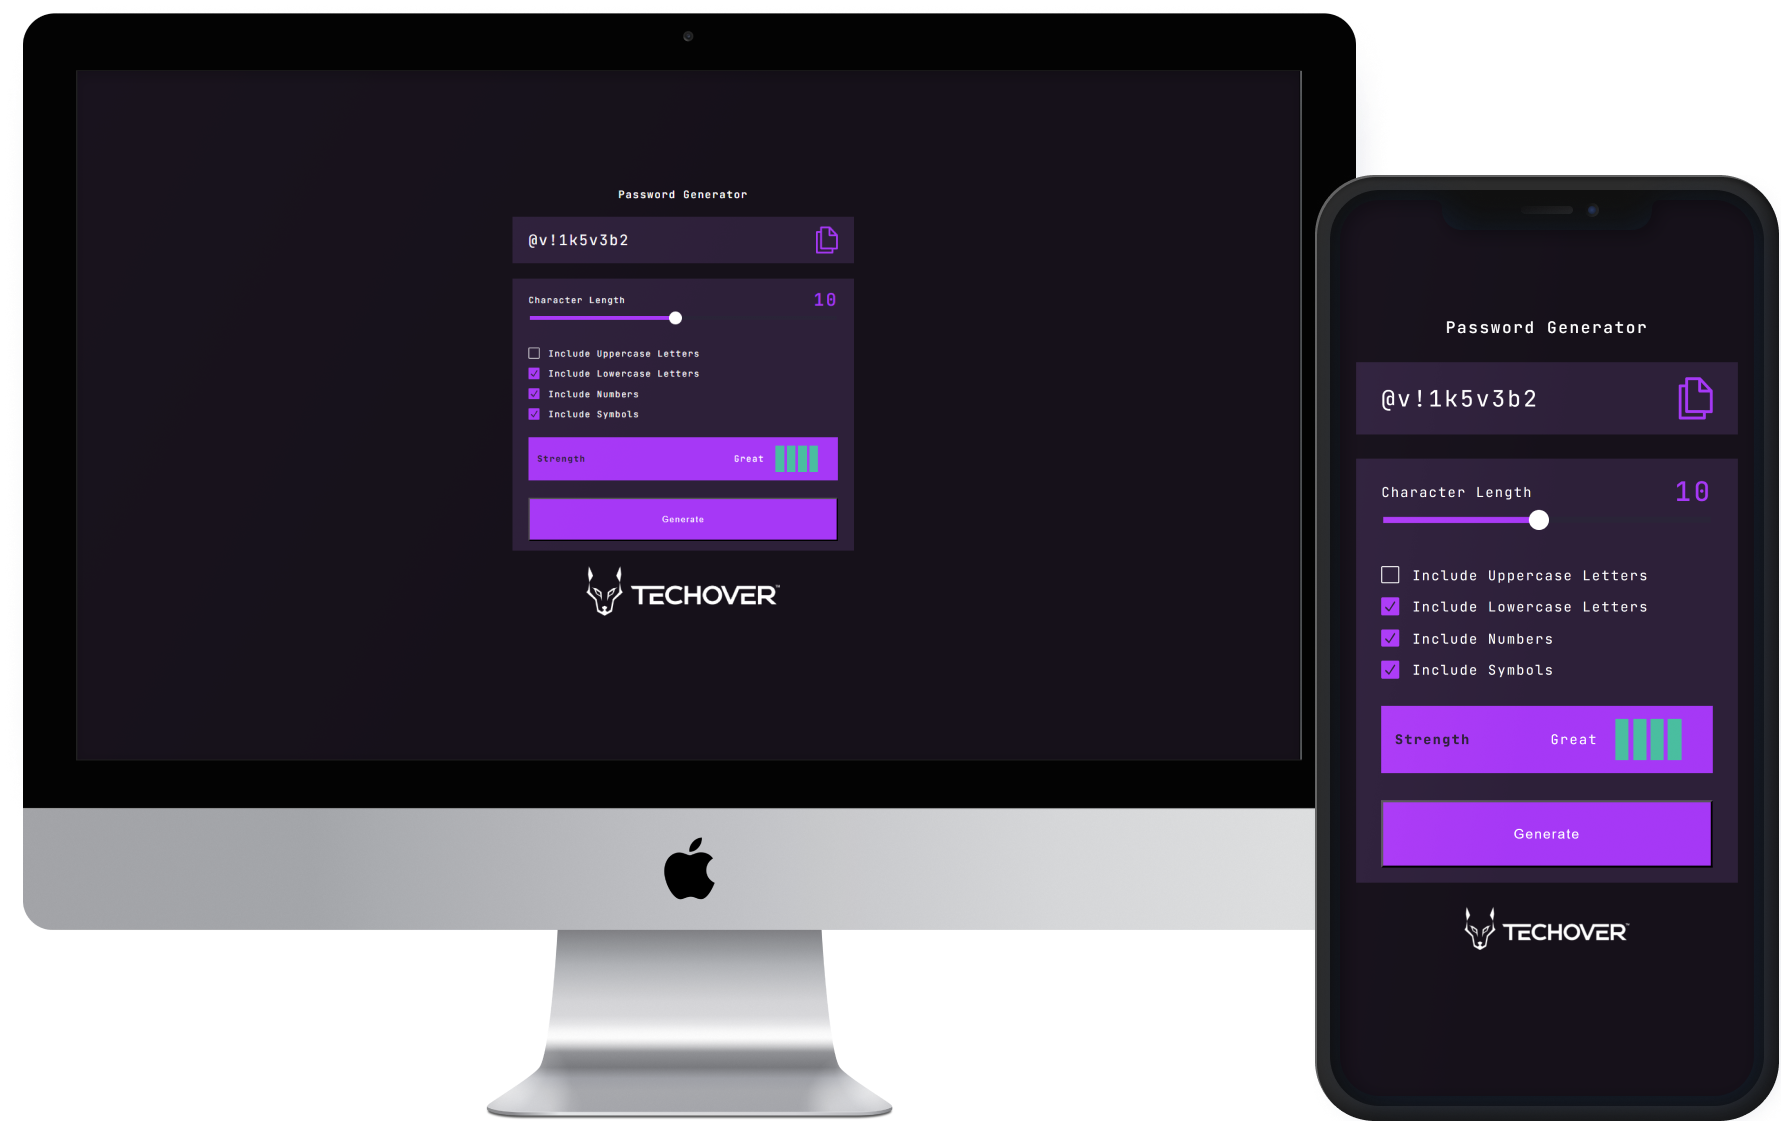 Password Generator
@v!1k5v3b2
Character Length 10
Include Uppercase Letters
Include Lowercase Letters
Include Numbers
Include Symbols
Strength Great
Generate
TECHOVER™
Password Generator
@v!1k5v3b2
Character Length 10
Include Uppercase Letters
Include Lowercase Letters
Include Numbers
Include Symbols
Strength Great
Generate
TECHOVER™